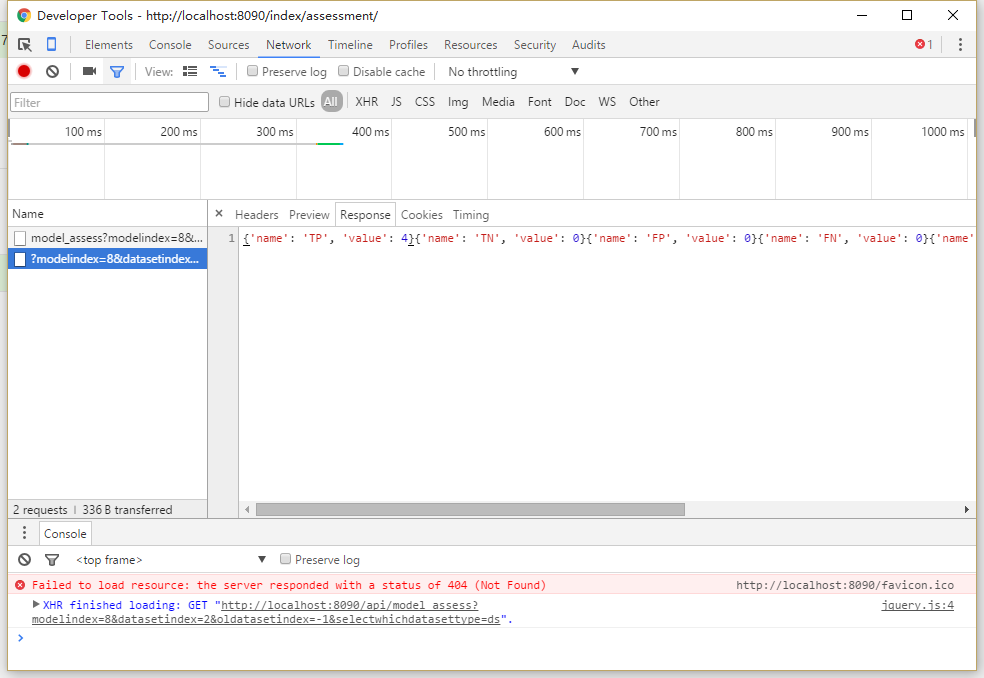 Developer Tools - http://localhost:8090/index/assessment/
7
Elements Console Sources Network Timeline Profiles Resources Security Audits 1
View: Preserve log Disable cache No throttling
Filter Hide data URLs All XHR JS CSS Img Media Font Doc WS Other
100 ms 200 ms 300 ms 400 ms 500 ms 600 ms 700 ms 800 ms 900 ms 1000 ms
Name × Headers Preview Response Cookies Timing
model_assess?modelindex=8&...
1 {'name': 'TP', 'value': 4}{'name': 'TN', 'value': 0}{'name': 'FP', 'value': 0}{'name': 'FN', 'value': 0}{'name'
?modelindex=8&datasetindex...
2 requests | 336 B transferred
Console
<top frame> Preserve log
Failed to load resource: the server responded with a status of 404 (Not Found) http://localhost:8090/favicon.ico
XHR finished loading: GET "http://localhost:8090/api/model_assess? jquery.js:4
modelindex=8&datasetindex=2&oldatasetindex=-1&selectwhichdatasettype=ds".
>